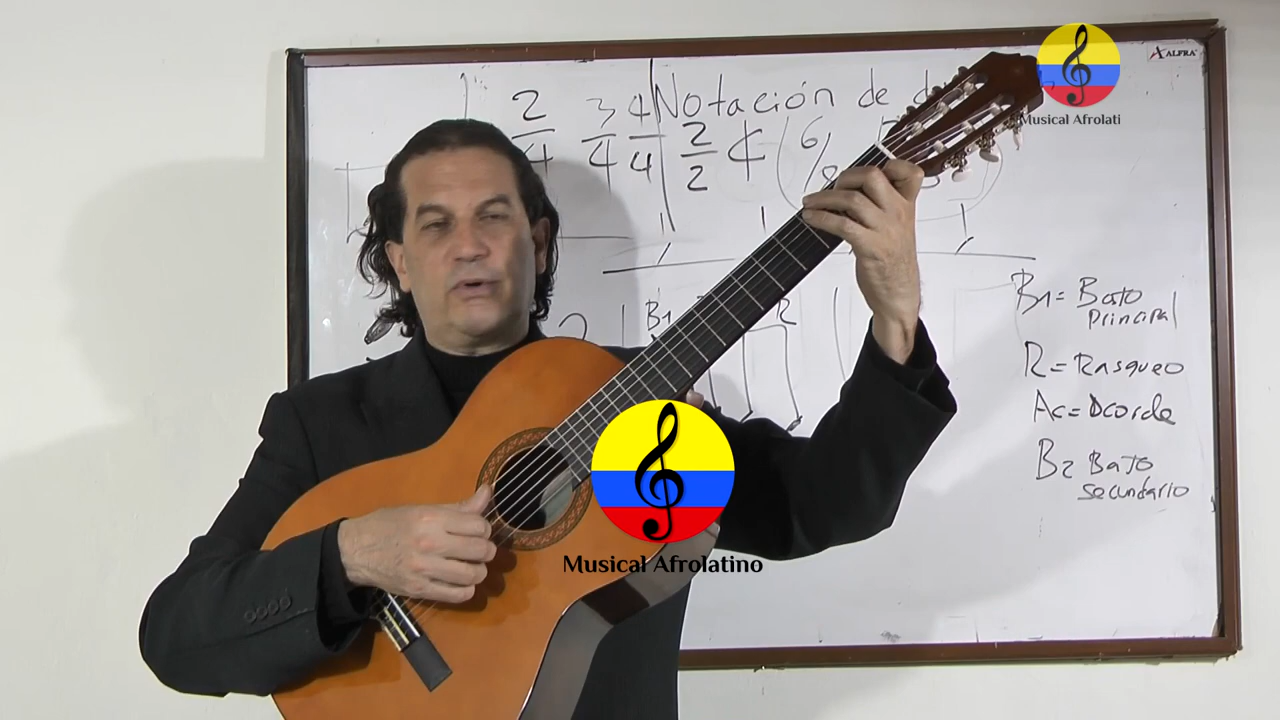 Notación de
2 3 4 2 ¢ ( 6
4 4 4 2 / 8
ALFRA
Musical Afrolati
B1 R
B1 = Bajo
Principal
R = Rasgueo
Ac = Acorde
B2 Bajo
secundario
Musical Afrolatino